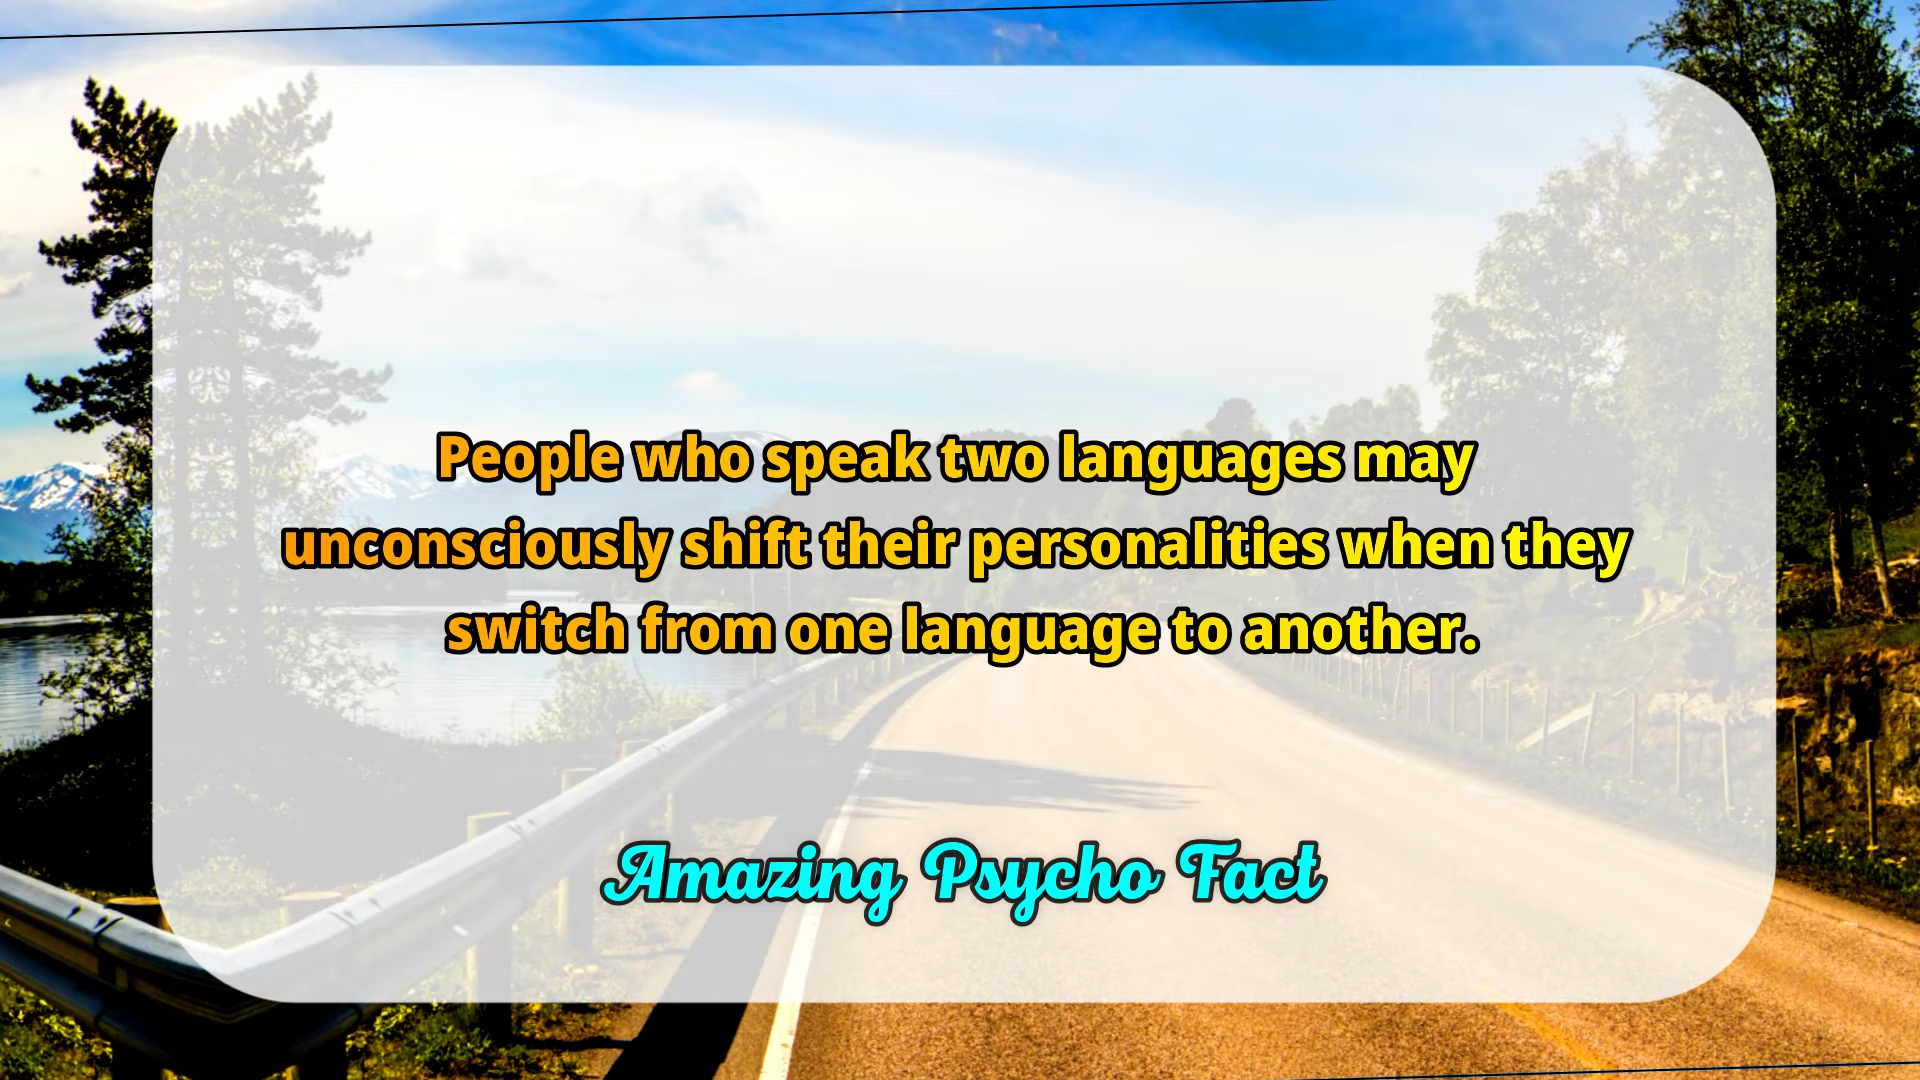 People who speak two languages may
unconsciously shift their personalities when they
switch from one language to another.
Amazing Psycho Fact